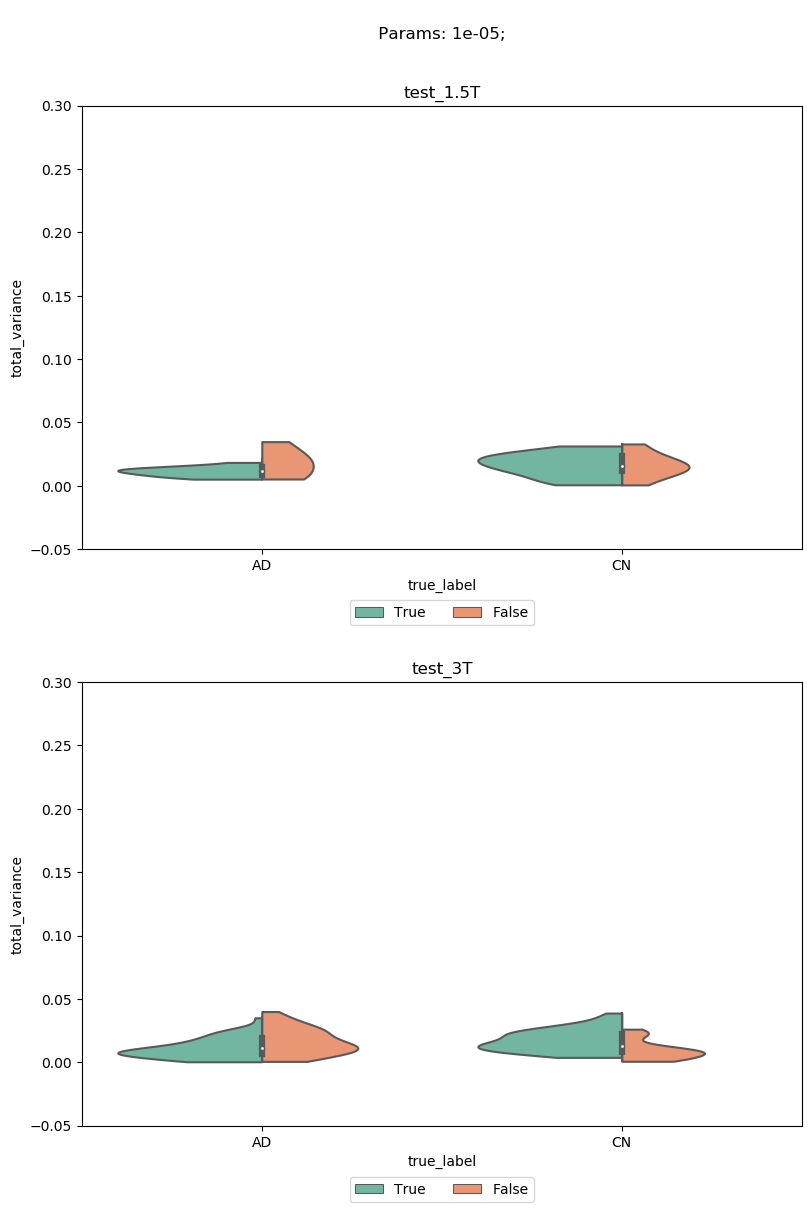 Params: 1e-05;
test_1.5T
0.30
0.25
0.20
0.15
0.10
0.05
0.00
−0.05
total_variance
AD CN
true_label
True False
test_3T
0.30
0.25
0.20
0.15
0.10
0.05
0.00
−0.05
total_variance
AD CN
true_label
True False